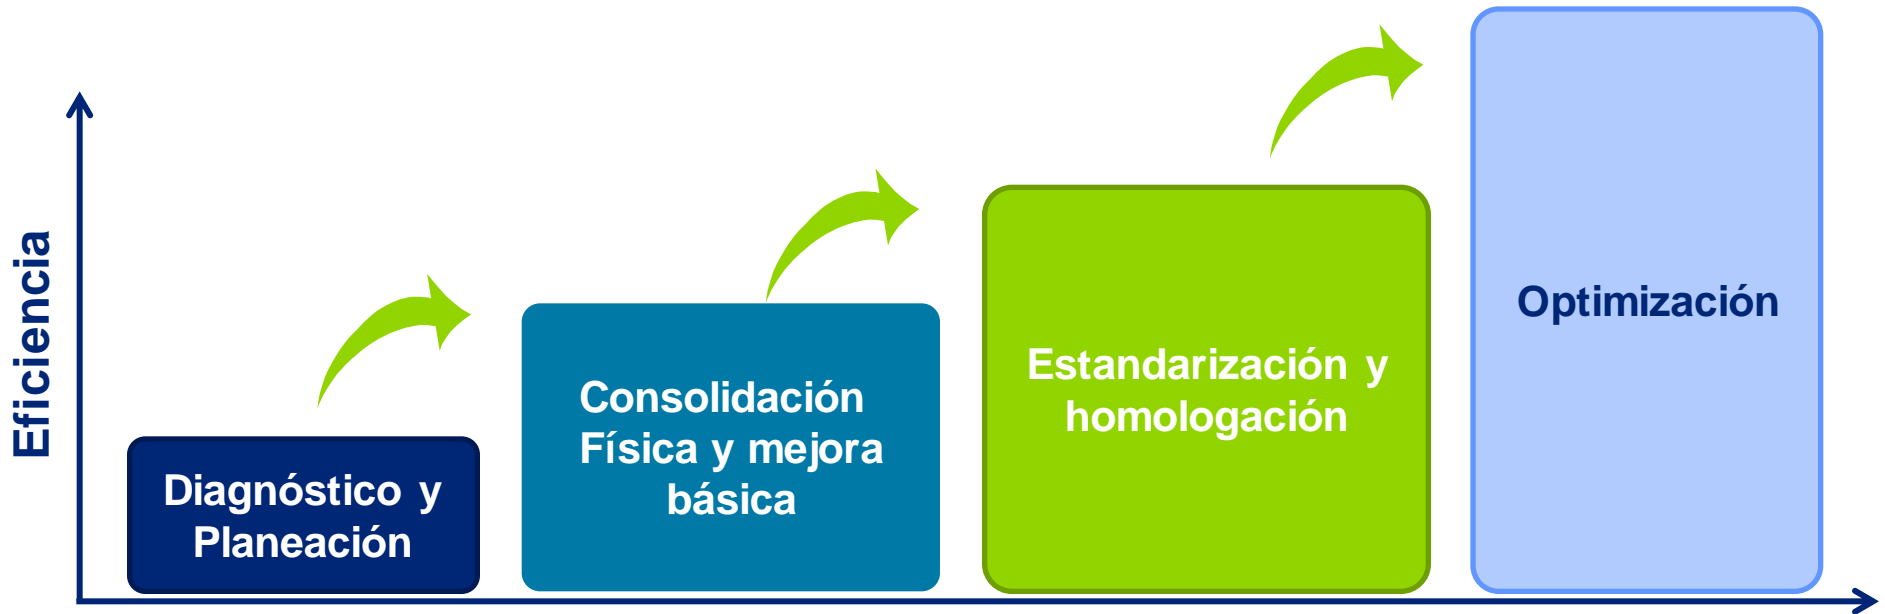 Eficiencia
Diagnóstico y
Planeación
Consolidación
Física y mejora
básica
Estandarización y
homologación
Optimización